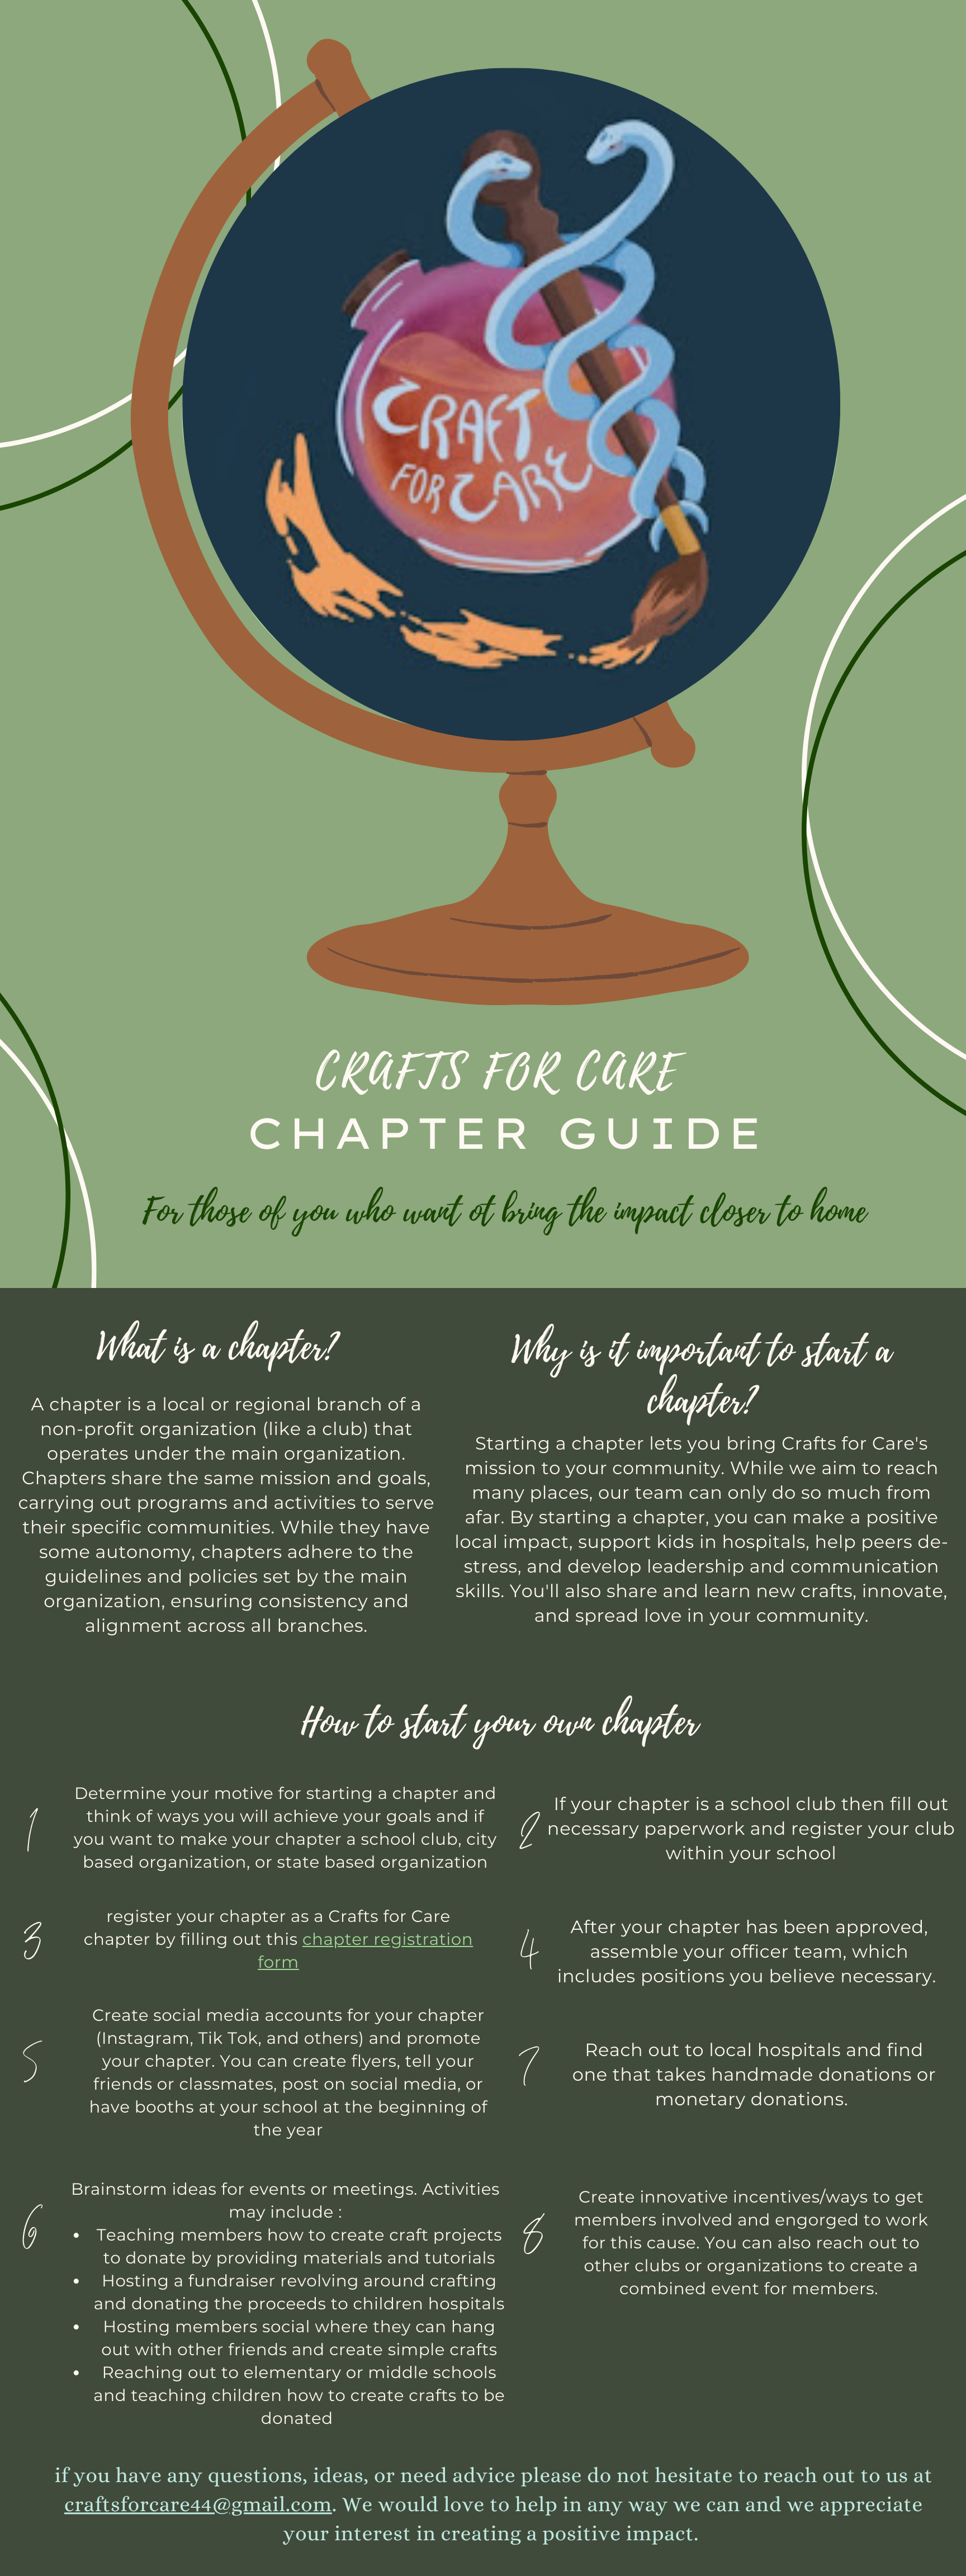 CRAFT
FOR CARE
CRAFTS FOR CARE
CHAPTER GUIDE
For those of you who want ot bring the impact closer to home
What is a chapter?
A chapter is a local or regional branch of a
non-profit organization (like a club) that
operates under the main organization.
Chapters share the same mission and goals,
carrying out programs and activities to serve
their specific communities. While they have
some autonomy, chapters adhere to the
guidelines and policies set by the main
organization, ensuring consistency and
alignment across all branches.
Why is it important to start a
chapter?
Starting a chapter lets you bring Crafts for Care's
mission to your community. While we aim to reach
many places, our team can only do so much from
afar. By starting a chapter, you can make a positive
local impact, support kids in hospitals, help peers de-
stress, and develop leadership and communication
skills. You'll also share and learn new crafts, innovate,
and spread love in your community.
How to start your own chapter
1
Determine your motive for starting a chapter and
think of ways you will achieve your goals and if
you want to make your chapter a school club, city
based organization, or state based organization
2
If your chapter is a school club then fill out
necessary paperwork and register your club
within your school
3
register your chapter as a Crafts for Care
chapter by filling out this chapter registration
form
4
After your chapter has been approved,
assemble your officer team, which
includes positions you believe necessary.
5
Create social media accounts for your chapter
(Instagram, Tik Tok, and others) and promote
your chapter. You can create flyers, tell your
friends or classmates, post on social media, or
have booths at your school at the beginning of
the year
7
Reach out to local hospitals and find
one that takes handmade donations or
monetary donations.
6
Brainstorm ideas for events or meetings. Activities
may include :
• Teaching members how to create craft projects
to donate by providing materials and tutorials
• Hosting a fundraiser revolving around crafting
and donating the proceeds to children hospitals
• Hosting members social where they can hang
out with other friends and create simple crafts
• Reaching out to elementary or middle schools
and teaching children how to create crafts to be
donated
8
Create innovative incentives/ways to get
members involved and engorged to work
for this cause. You can also reach out to
other clubs or organizations to create a
combined event for members.
if you have any questions, ideas, or need advice please do not hesitate to reach out to us at
craftsforcare44@gmail.com. We would love to help in any way we can and we appreciate
your interest in creating a positive impact.